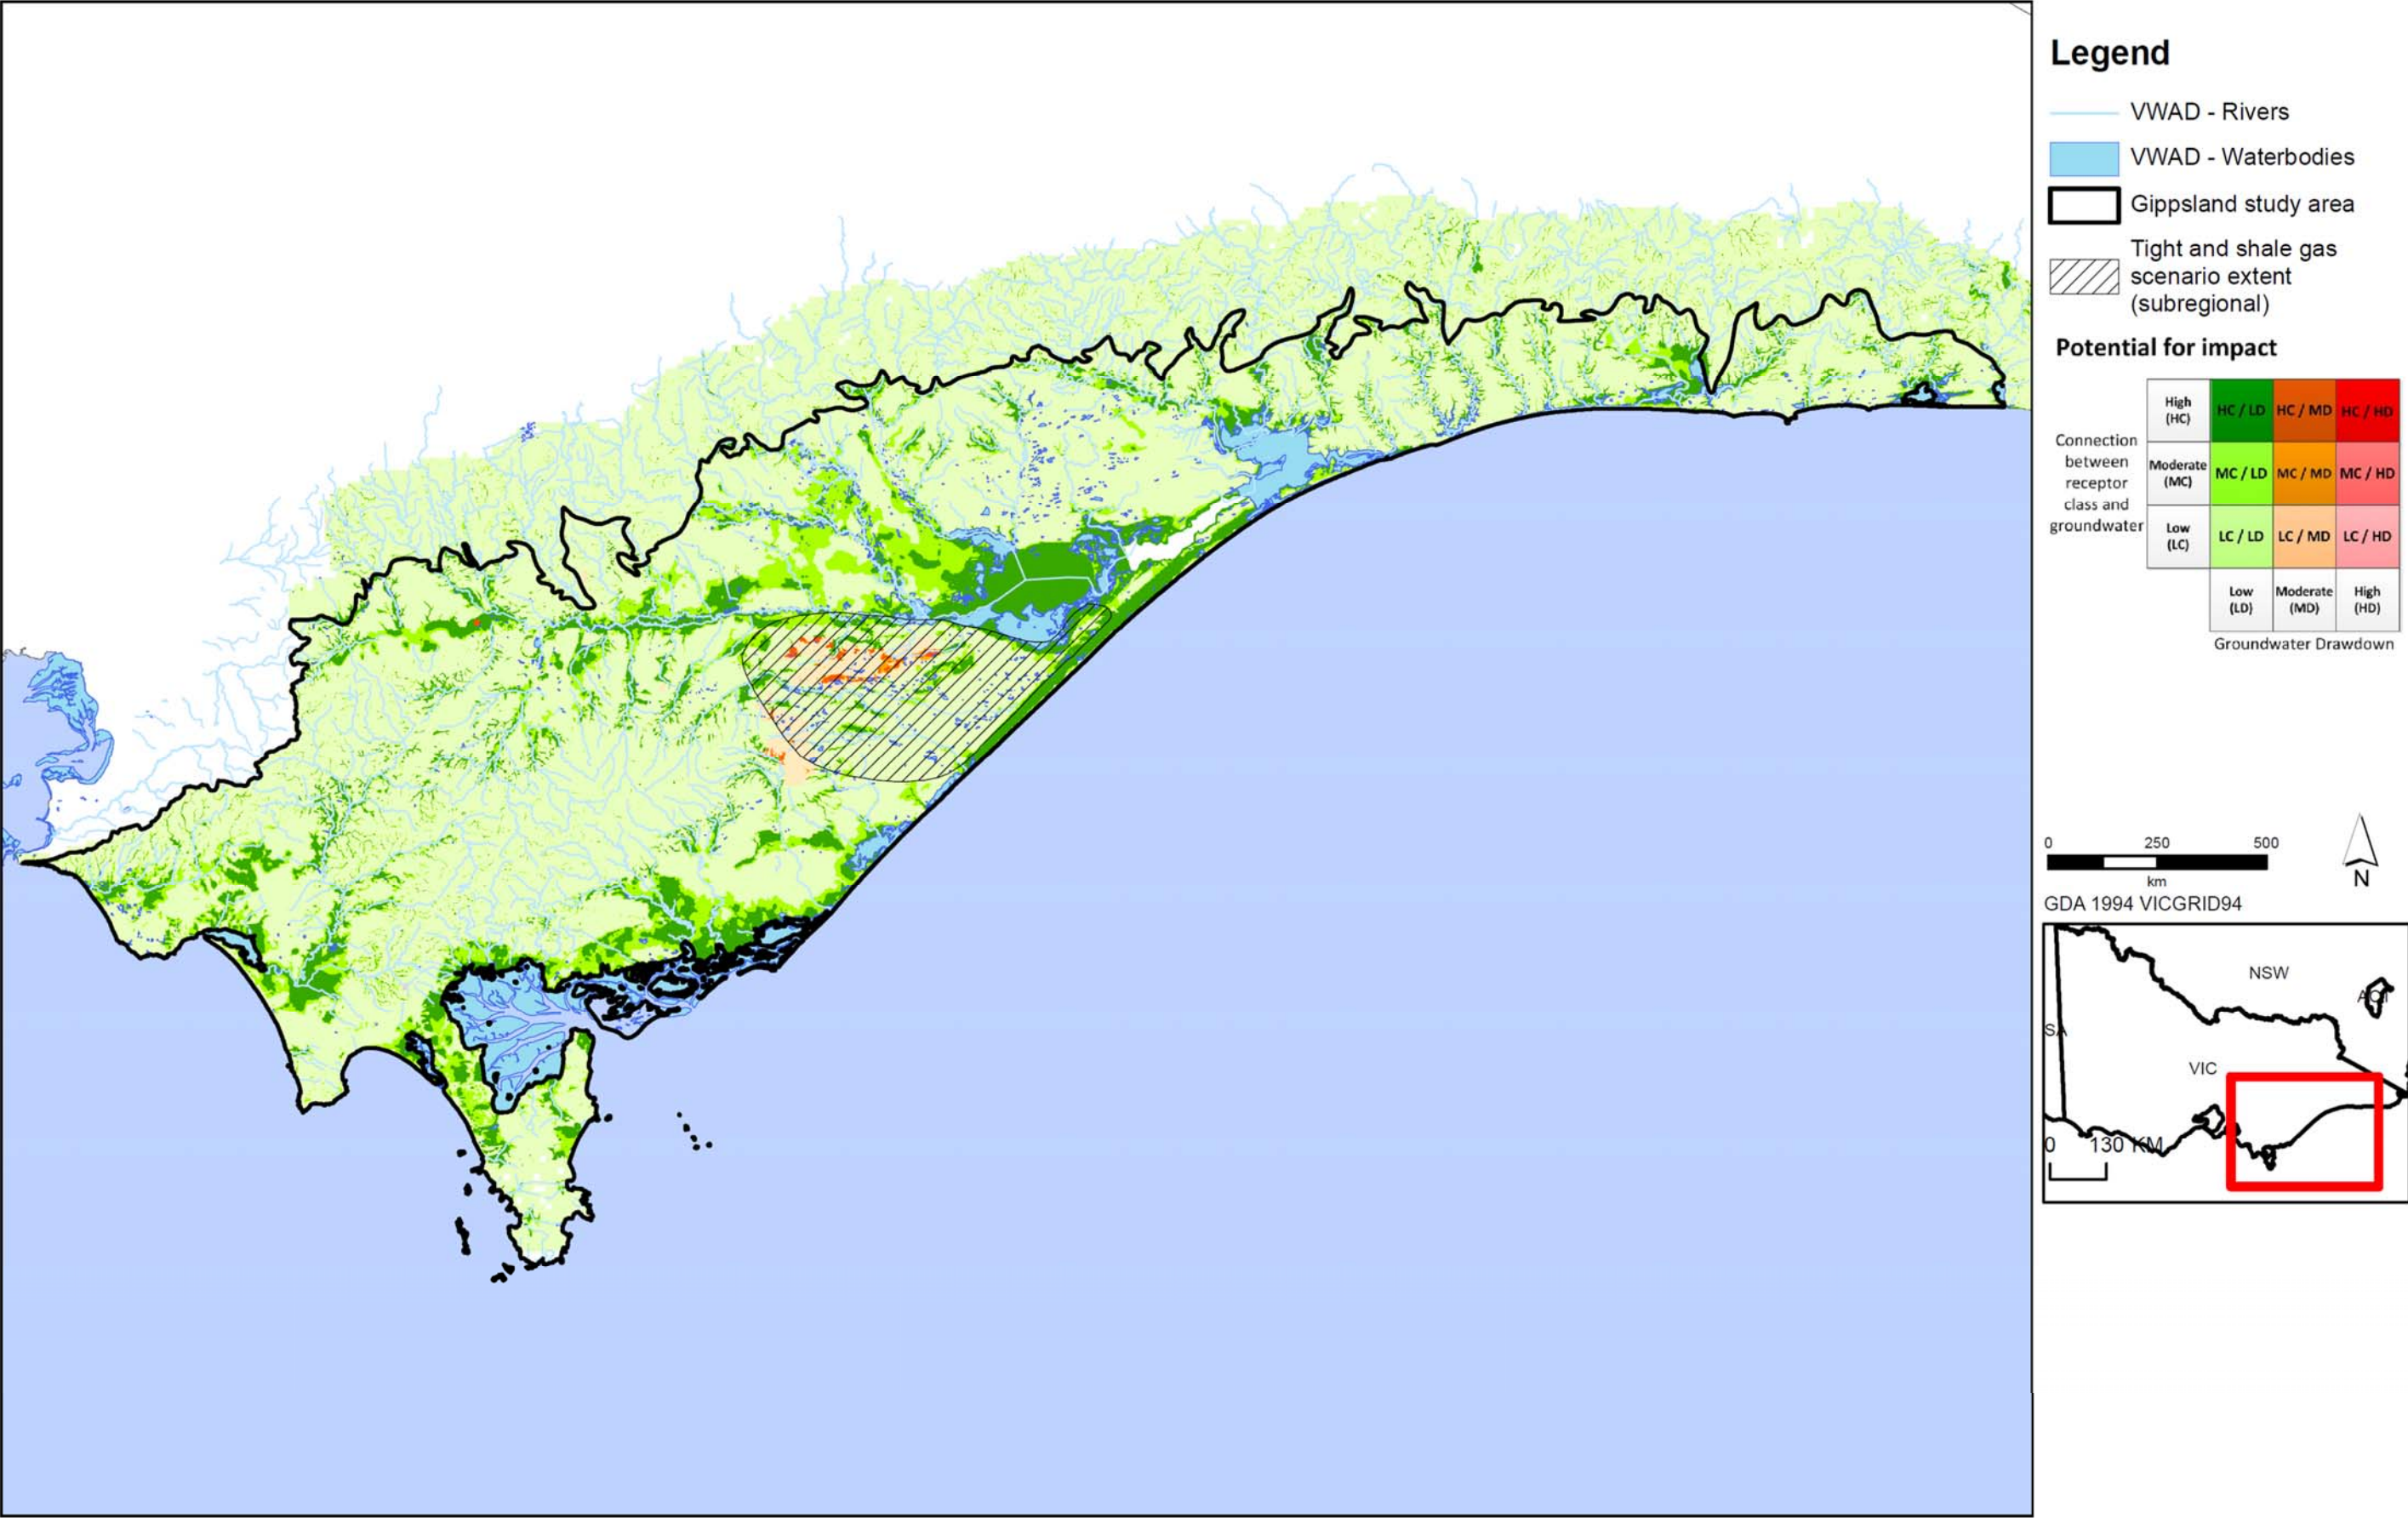 Legend
VWAD - Rivers
VWAD - Waterbodies
Gippsland study area
Tight and shale gas
scenario extent
(subregional)
Potential for impact
Connection
between
receptor
class and
groundwater
High
(HC)
HC / LD
HC / MD
HC / HD
Moderate
(MC)
MC / LD
MC / MD
MC / HD
Low
(LC)
LC / LD
LC / MD
LC / HD
Low
(LD)
Moderate
(MD)
High
(HD)
Groundwater Drawdown
0 250 500
km
N
GDA 1994 VICGRID94
NSW
ACT
SA
VIC
0 130 KM